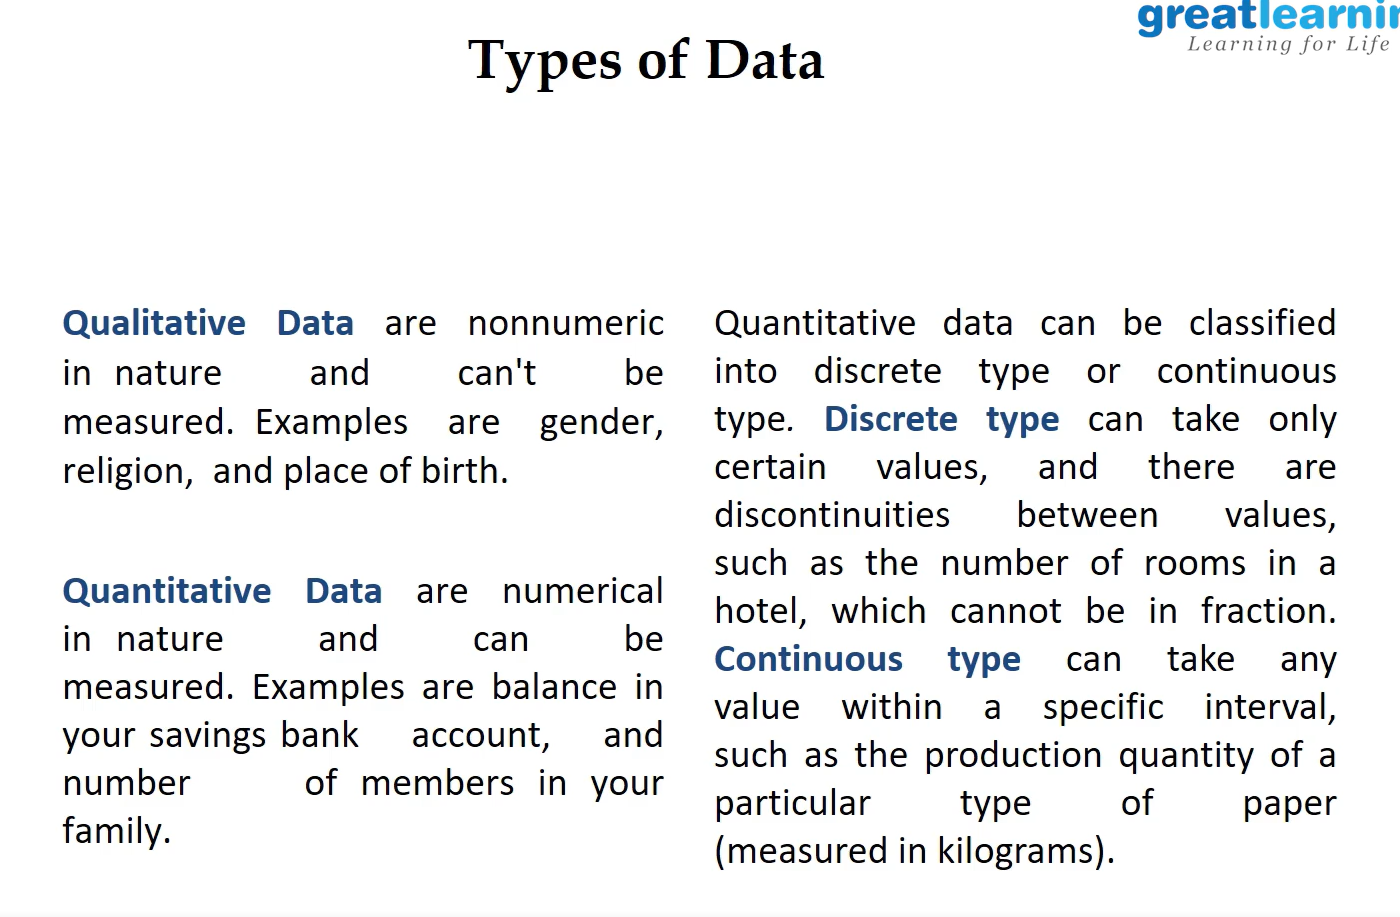 greatlearnin
Learning for Life
Types of Data
Qualitative Data are nonnumeric
in nature and can't be
measured. Examples are gender,
religion, and place of birth.
Quantitative Data are numerical
in nature and can be
measured. Examples are balance in
your savings bank account, and
number of members in your
family.
Quantitative data can be classified
into discrete type or continuous
type. Discrete type can take only
certain values, and there are
discontinuities between values,
such as the number of rooms in a
hotel, which cannot be in fraction.
Continuous type can take any
value within a specific interval,
such as the production quantity of a
particular type of paper
(measured in kilograms).